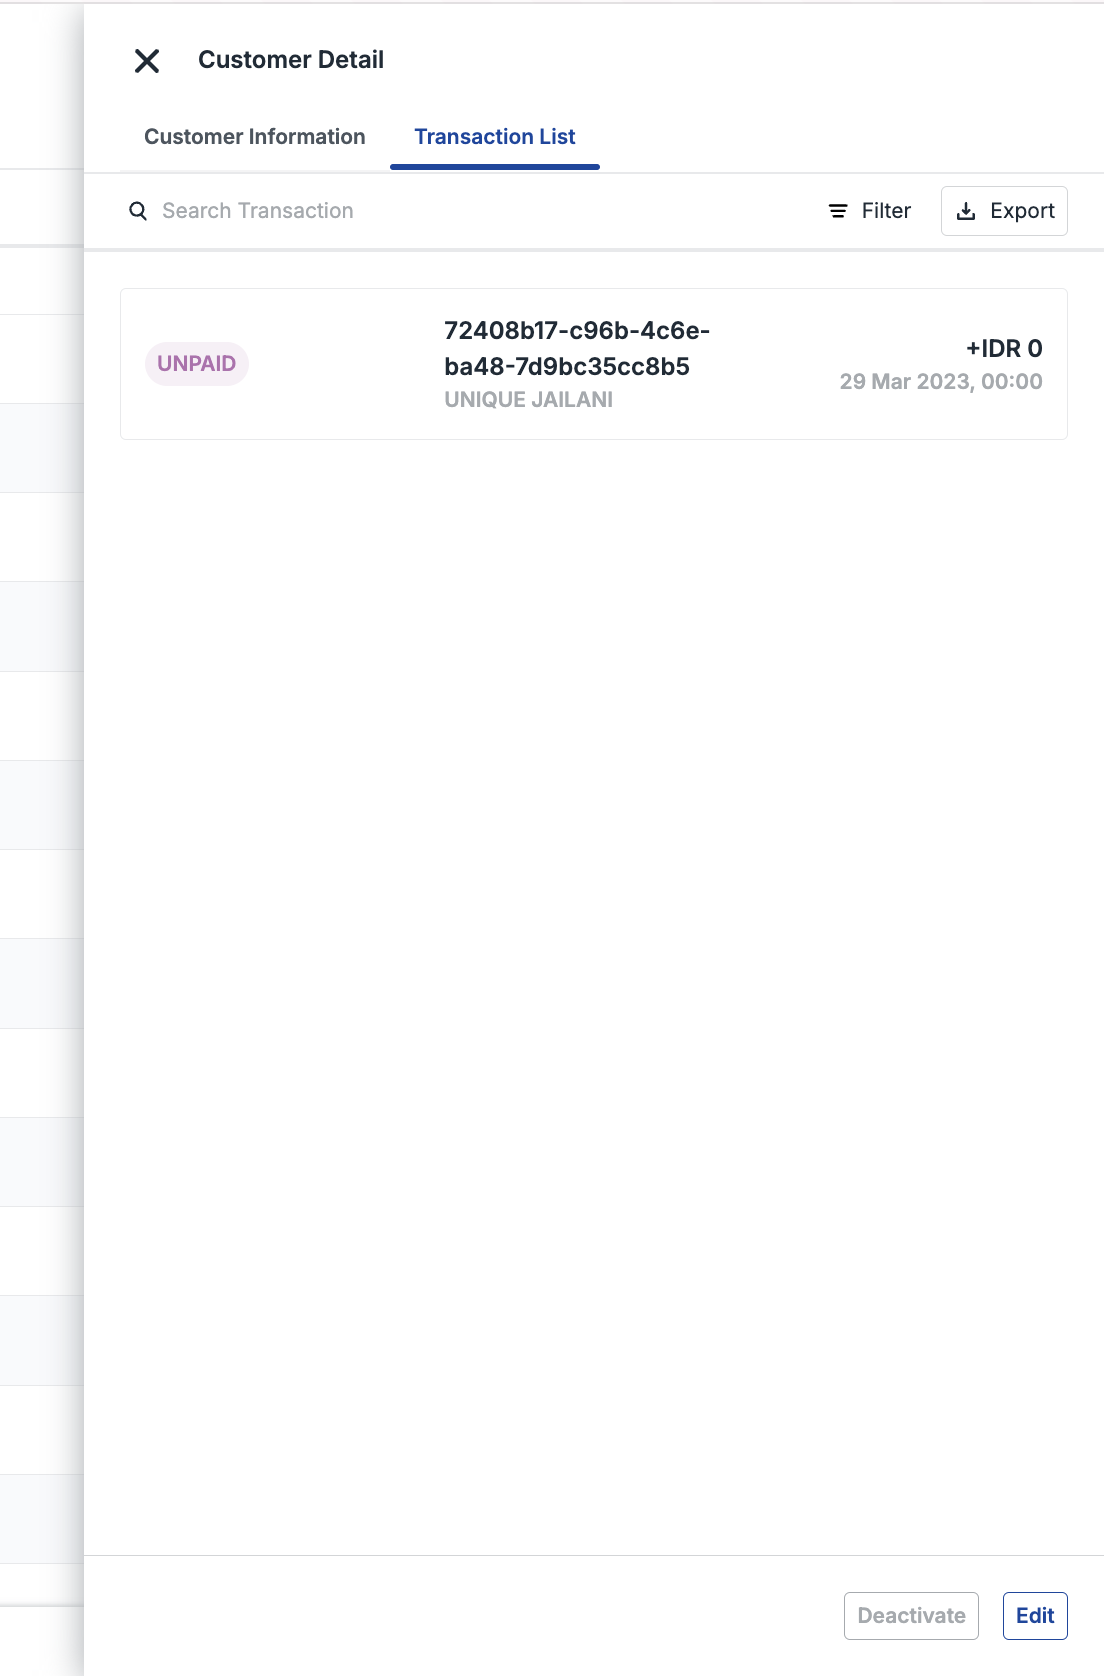 Customer Detail
Customer Information
Transaction List
Search Transaction
Filter
Export
UNPAID
72408b17-c96b-4c6e-
ba48-7d9bc35cc8b5
UNIQUE JAILANI
+IDR 0
29 Mar 2023, 00:00
Deactivate
Edit